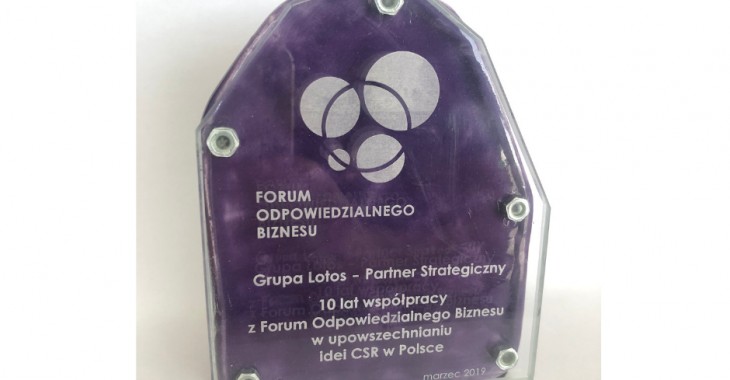 FORUM
ODPOWIEDZIALNEGO
BIZNESU
Grupa Lotos – Partner Strategiczny
10 lat współpracy
z Forum Odpowiedzialnego Biznesu
w upowszechnianiu
idei CSR w Polsce
marzec 2019